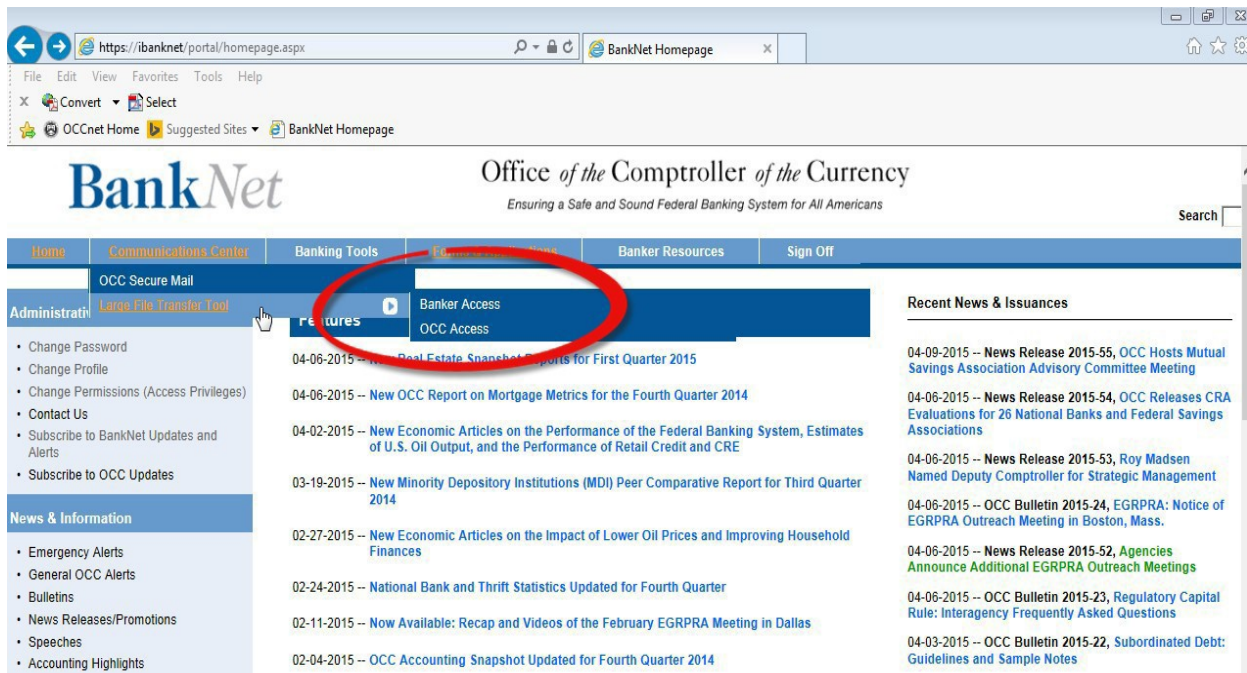 https://ibanknet/portal/homepage.aspx
BankNet Homepage
File Edit View Favorites Tools Help
x Convert Select
OCCnet Home Suggested Sites BankNet Homepage
BankNet
Office of the Comptroller of the Currency
Ensuring a Safe and Sound Federal Banking System for All Americans
Search
Home Communications Center Banking Tools Banker Resources Sign Off
OCC Secure Mail
Large File Transfer Tool
Banker Access
OCC Access
Administrati
• Change Password
• Change Profile
• Change Permissions (Access Privileges)
• Contact Us
• Subscribe to BankNet Updates and
Alerts
• Subscribe to OCC Updates
News & Information
• Emergency Alerts
• General OCC Alerts
• Bulletins
• News Releases/Promotions
• Speeches
• Accounting Highlights
Features
04-06-2015 -- New Real Estate Snapshot Reports for First Quarter 2015
04-06-2015 -- New OCC Report on Mortgage Metrics for the Fourth Quarter 2014
04-02-2015 -- New Economic Articles on the Performance of the Federal Banking System, Estimates
of U.S. Oil Output, and the Performance of Retail Credit and CRE
03-19-2015 -- New Minority Depository Institutions (MDI) Peer Comparative Report for Third Quarter
2014
02-27-2015 -- New Economic Articles on the Impact of Lower Oil Prices and Improving Household
Finances
02-24-2015 -- National Bank and Thrift Statistics Updated for Fourth Quarter
02-11-2015 -- Now Available: Recap and Videos of the February EGRPRA Meeting in Dallas
02-04-2015 -- OCC Accounting Snapshot Updated for Fourth Quarter 2014
Recent News & Issuances
04-09-2015 -- News Release 2015-55, OCC Hosts Mutual
Savings Association Advisory Committee Meeting
04-06-2015 -- News Release 2015-54, OCC Releases CRA
Evaluations for 26 National Banks and Federal Savings
Associations
04-06-2015 -- News Release 2015-53, Roy Madsen
Named Deputy Comptroller for Strategic Management
04-06-2015 -- OCC Bulletin 2015-24, EGRPRA: Notice of
EGRPRA Outreach Meeting in Boston, Mass.
04-06-2015 -- News Release 2015-52, Agencies
Announce Additional EGRPRA Outreach Meetings
04-06-2015 -- OCC Bulletin 2015-23, Regulatory Capital
Rule: Interagency Frequently Asked Questions
04-03-2015 -- OCC Bulletin 2015-22, Subordinated Debt:
Guidelines and Sample Notes